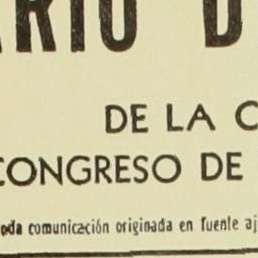 ARIO D
DE LA C
CONGRESO DE
oda comunicación originada en fuente aj